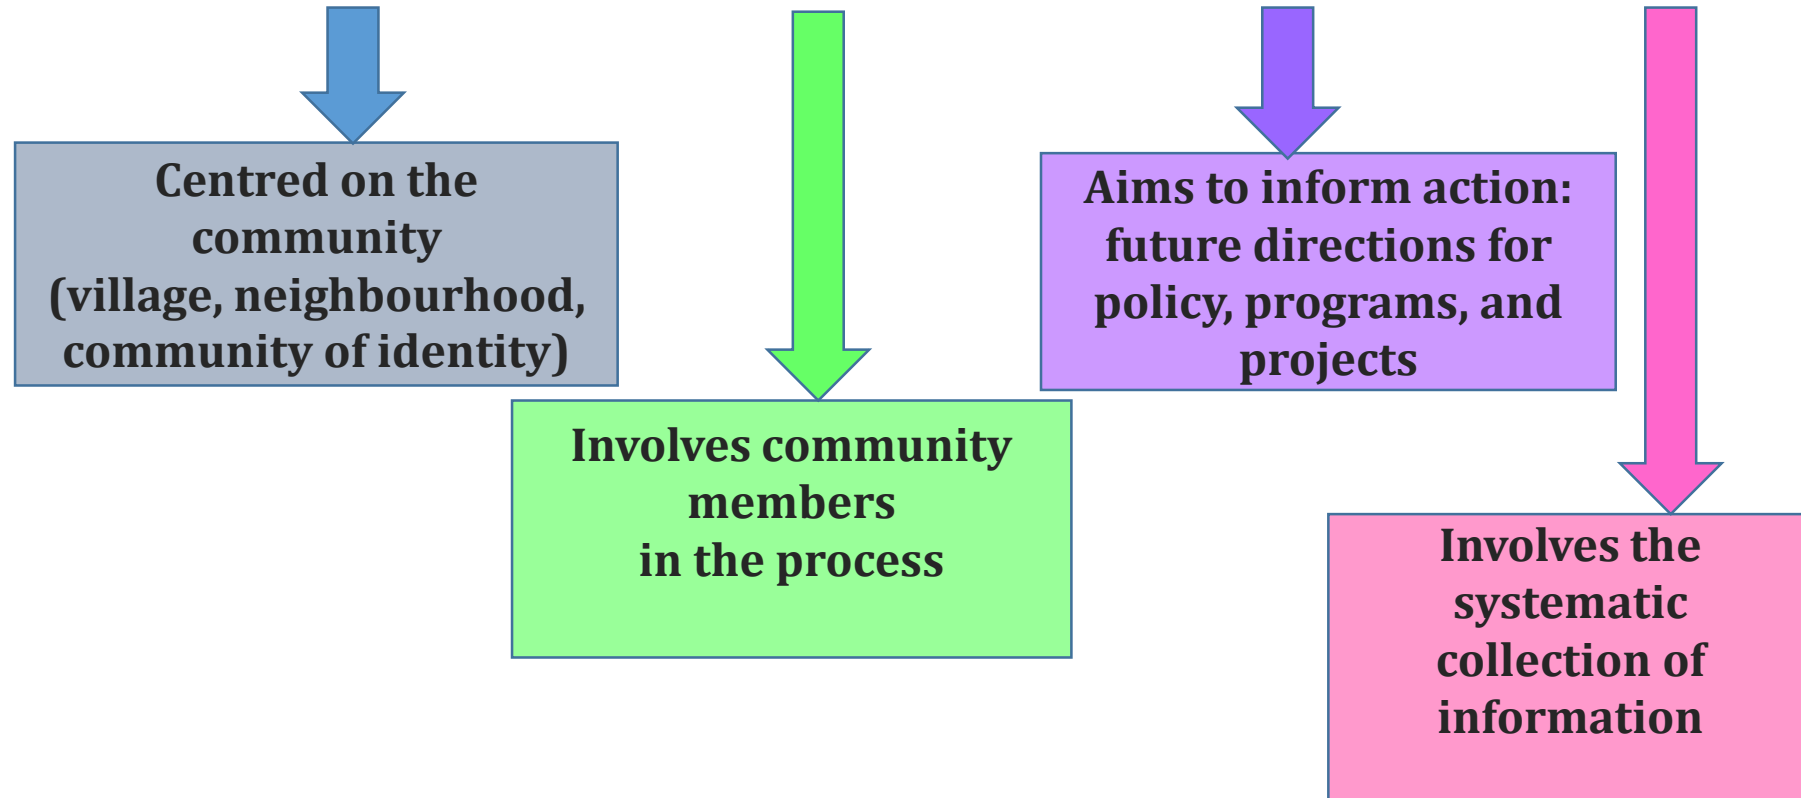 Centred on the
community
(village, neighbourhood,
community of identity)
Involves community
members
in the process
Aims to inform action:
future directions for
policy, programs, and
projects
Involves the
systematic
collection of
information